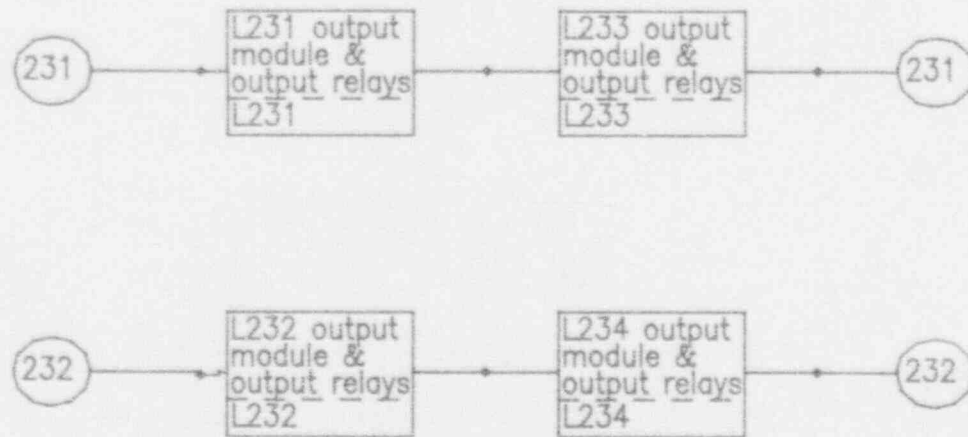 231
L231 output
module &
output relays
L231
L233 output
module &
output relays
L233
231
232
L232 output
module &
output relays
L232
L234 output
module &
output relays
L234
232